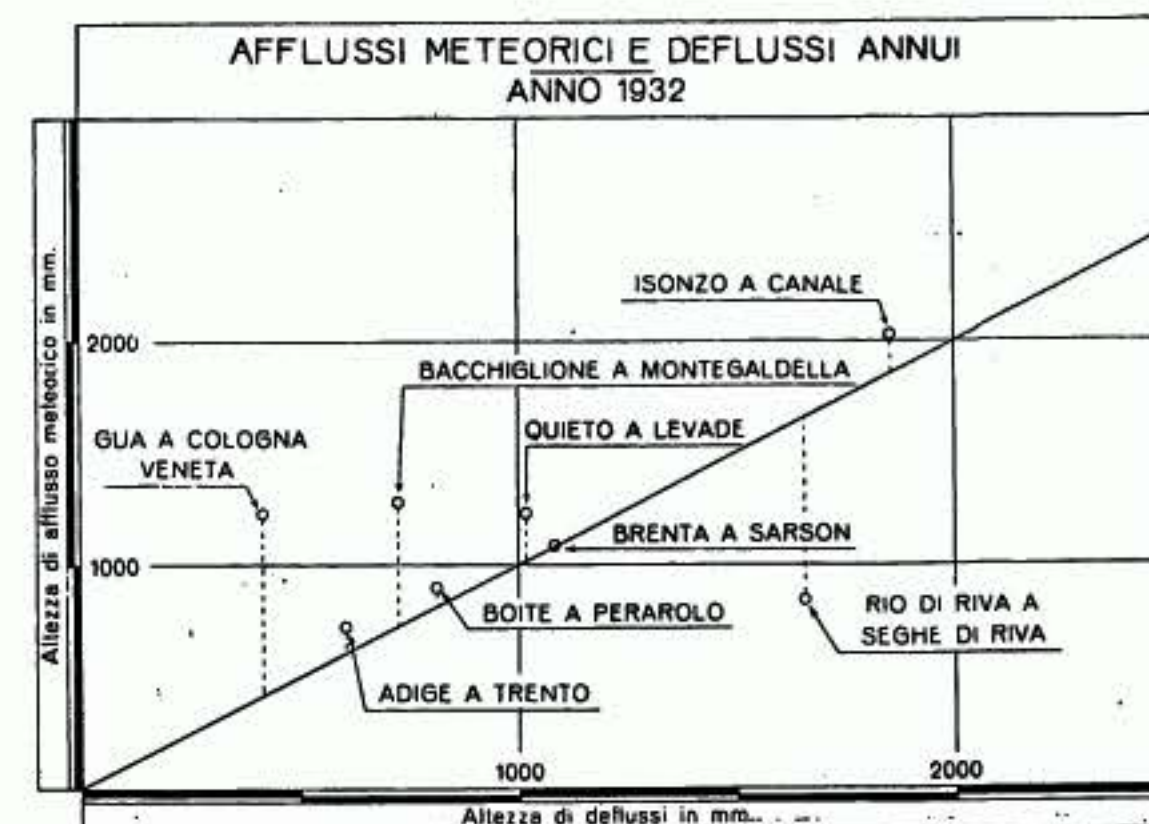 AFFLUSSI METEORICI E DEFLUSSI ANNUI
ANNO 1932
Altezza di afflusso meteorico in mm.
ISONZO A CANALE
2000
BACCHIGLIONE A MONTEGALDELLA
QUIETO A LEVADE
GUA A COLOGNA
VENETA
BRENTA A SARSON
1000
BOITE A PERAROLO
RIO DI RIVA A
SEGHE DI RIVA
ADIGE A TRENTO
1000
2000
Altezza di deflussi in mm.